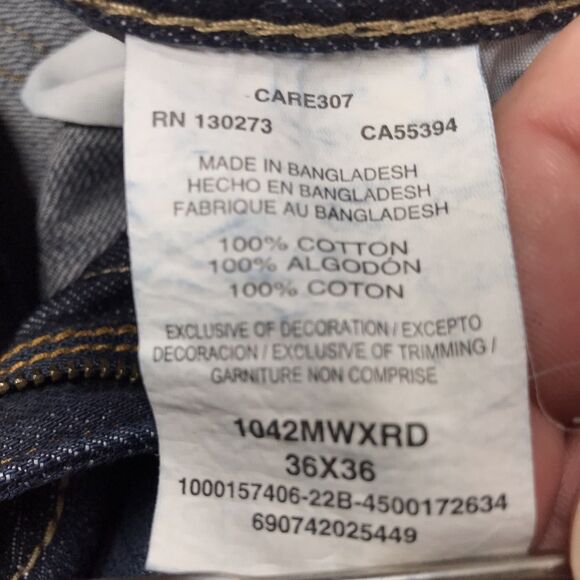 CARE307
RN 130273 CA55394
MADE IN BANGLADESH
HECHO EN BANGLADESH
FABRIQUE AU BANGLADESH
100% COTTON
100% ALGODÓN
100% COTON
EXCLUSIVE OF DECORATION / EXCEPTO
DECORACION / EXCLUSIVE OF TRIMMING /
GARNITURE NON COMPRISE
1042MWXRD
36X36
1000157406-22B-4500172634
690742025449